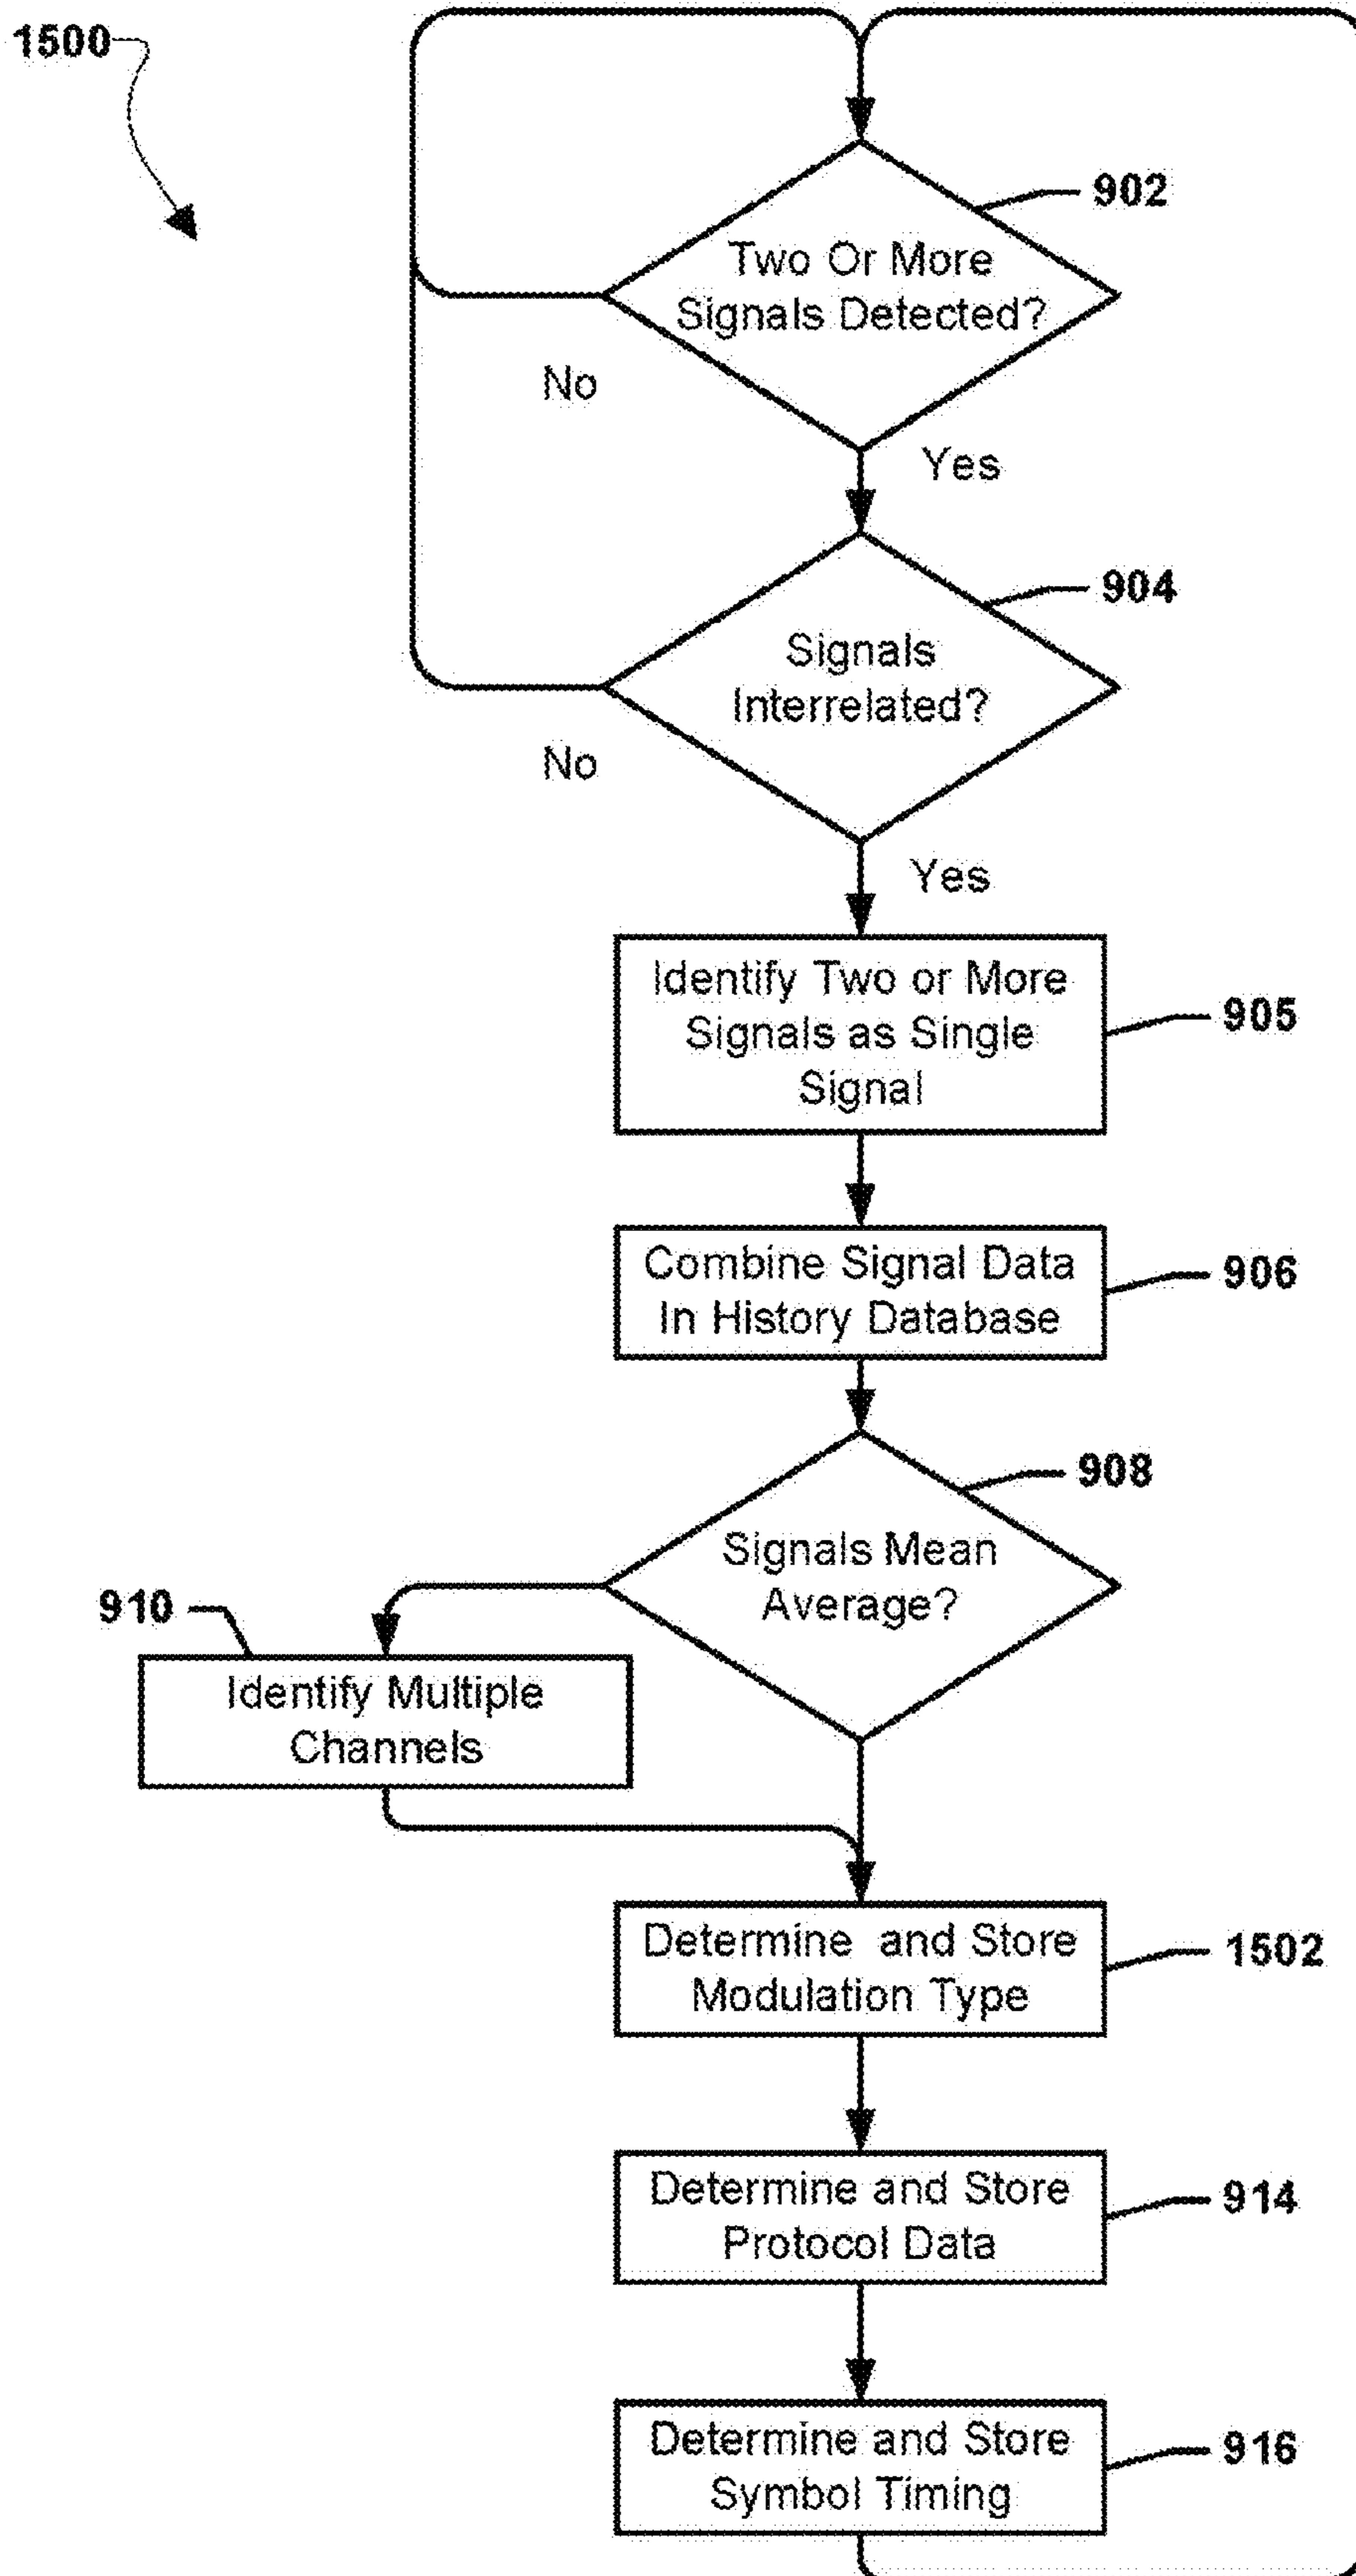 1500
902
Two Or More
Signals Detected?
No
Yes
904
Signals
Interrelated?
No
Yes
Identify Two or More
Signals as Single
Signal
905
Combine Signal Data
In History Database
906
908
Signals Mean
Average?
910
Identify Multiple
Channels
Determine and Store
Modulation Type
1502
Determine and Store
Protocol Data
914
Determine and Store
Symbol Timing
916